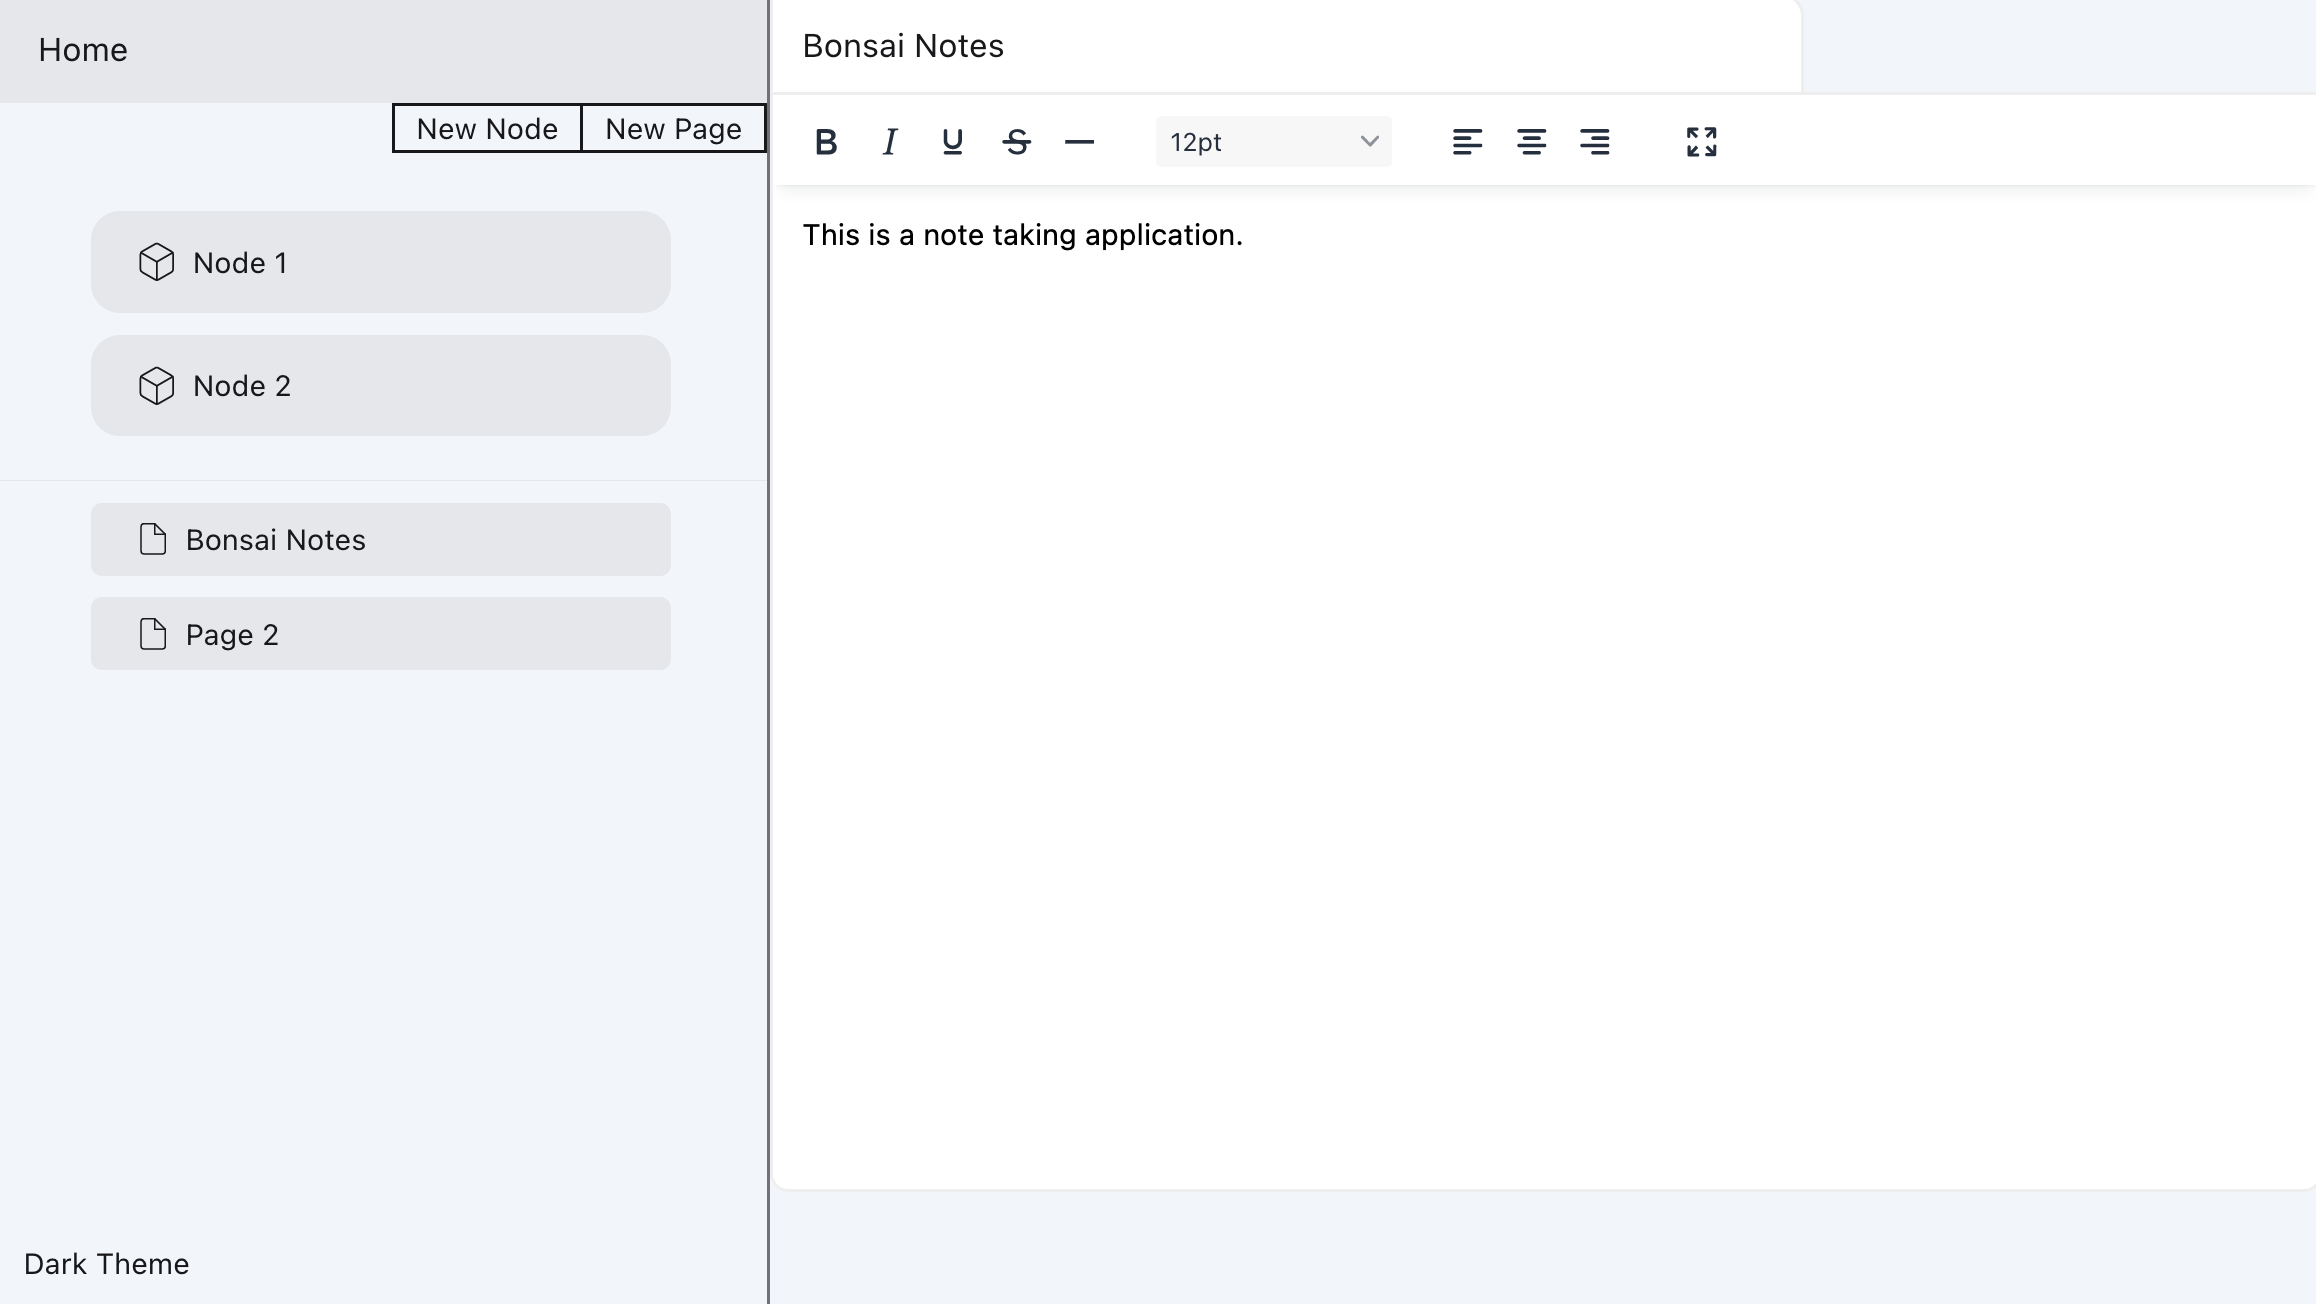 Home
New Node
New Page
Node 1
Node 2
Bonsai Notes
Page 2
Dark Theme
Bonsai Notes
B I U S
12pt
This is a note taking application.